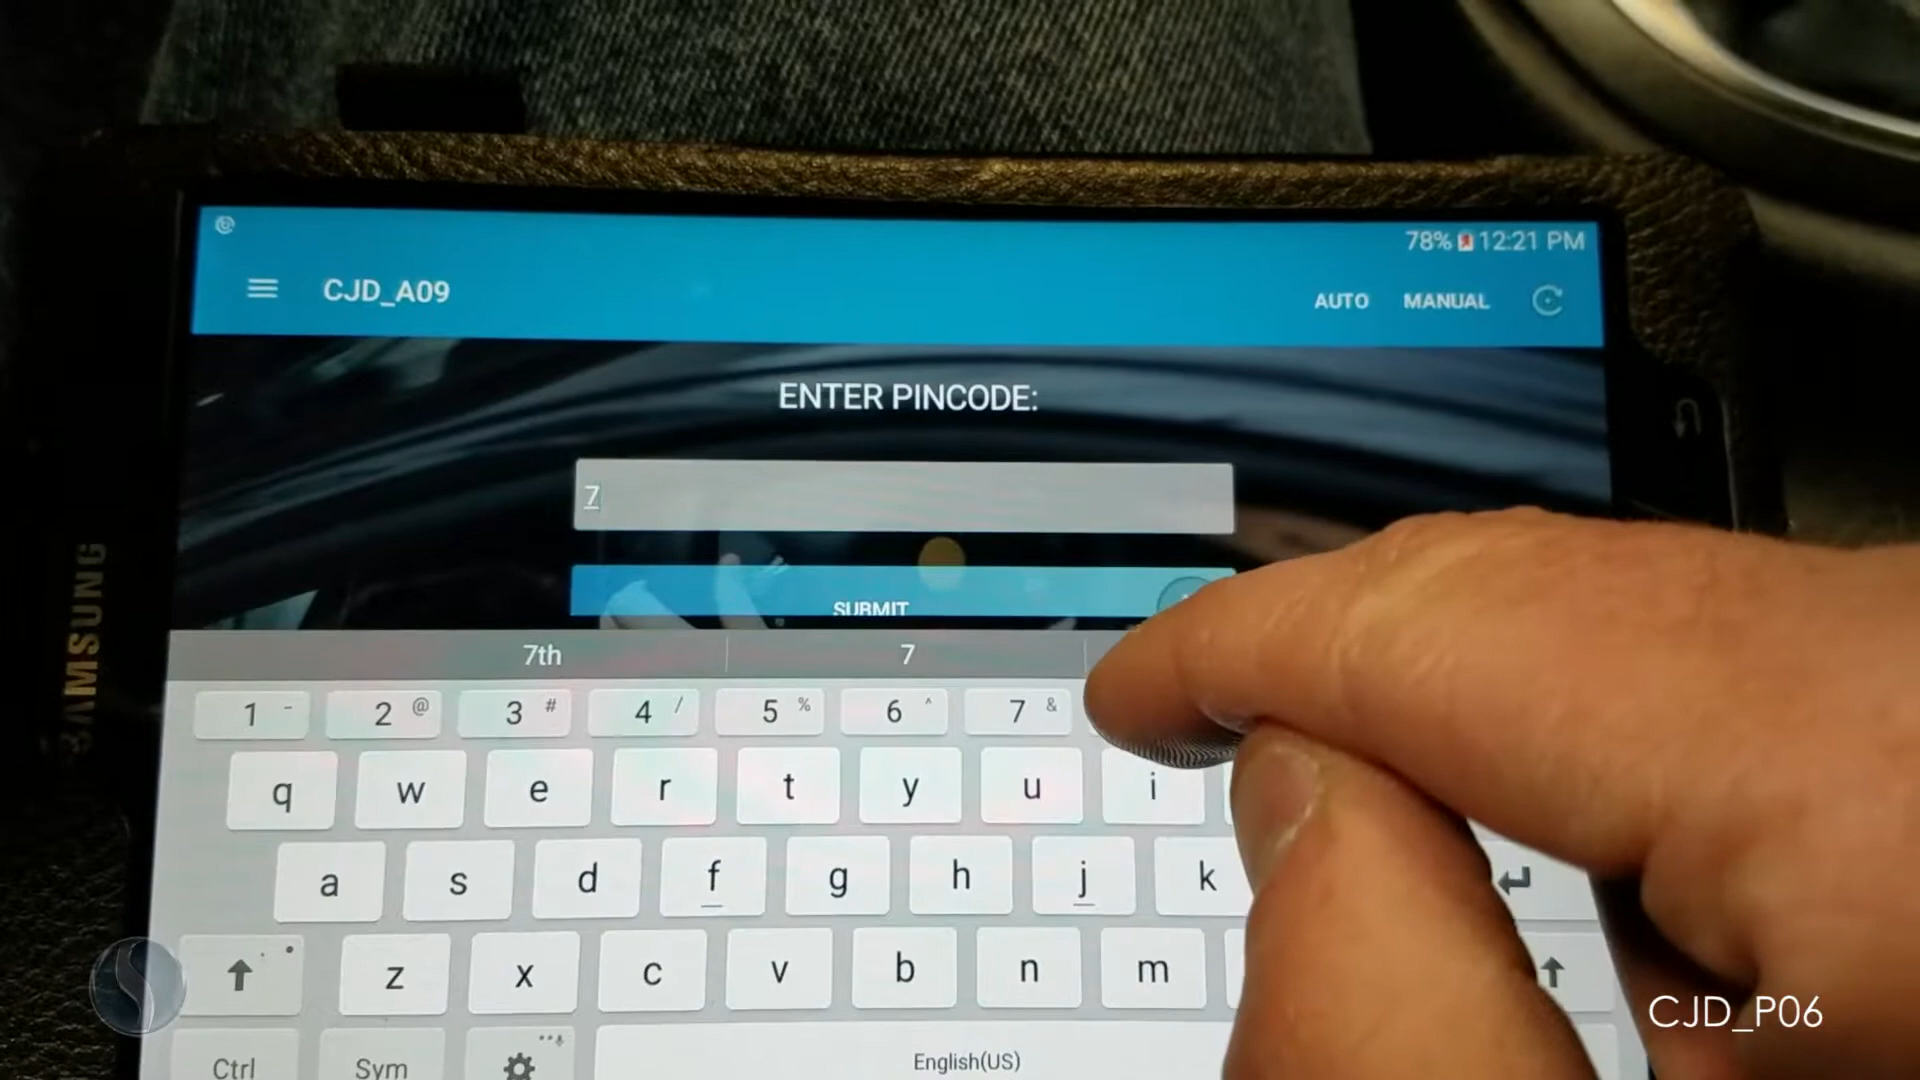 78% 12:21 PM
CJD_A09
AUTO MANUAL
ENTER PINCODE:
7
SUBMIT
7th 7
1 - 2 @ 3 # 4 / 5 % 6 ^ 7 &
q w e r t y u i
a s d f g h j k
z x c v b n m
Ctrl Sym English(US)
SAMSUNG
CJD_P06